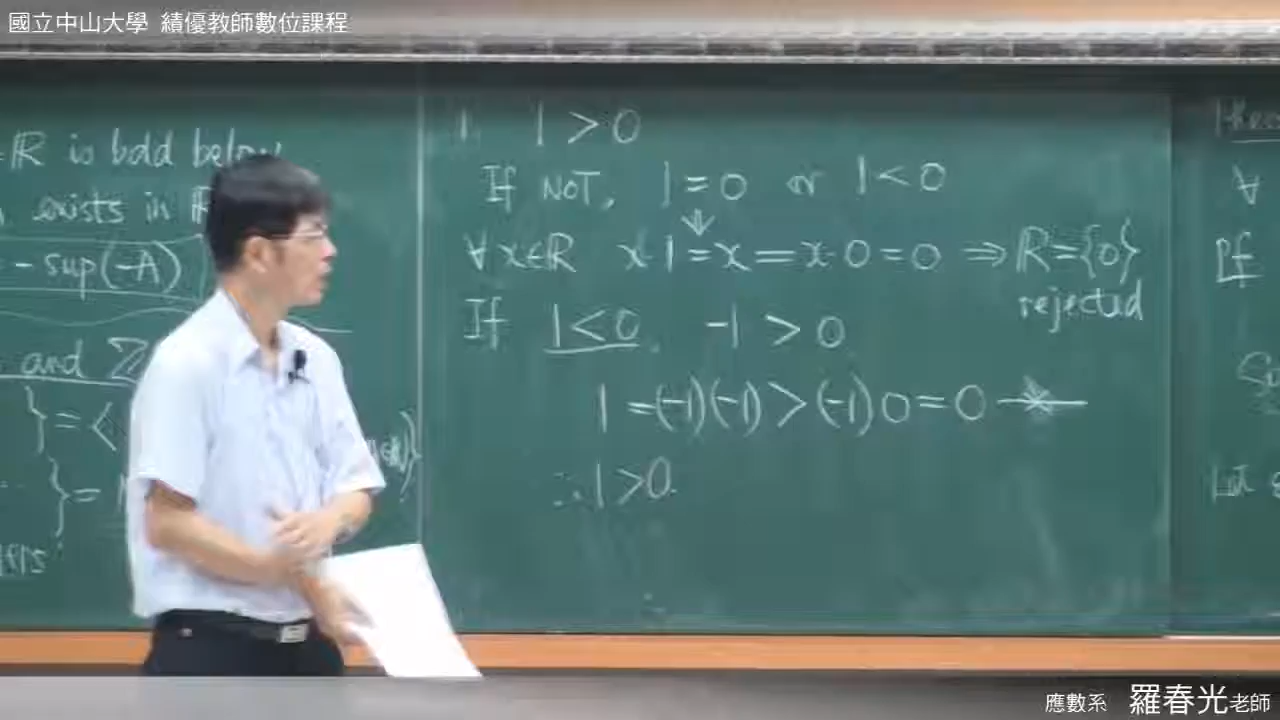 國立中山大學 績優教師數位課程
ℝ is bdd below
exists in ℝ
-sup(-A)
and ℤ
}=<
}=
1. 1>0
If NOT, 1=0 or 1<0
∀x∈ℝ x·1=x=x·0=0 ⇒ℝ={0}
rejected
If 1<0. -1>0
1=(-1)(-1)>(-1)0=0
∴1>0.
∀
Pf
Let
應數系 羅春光老師